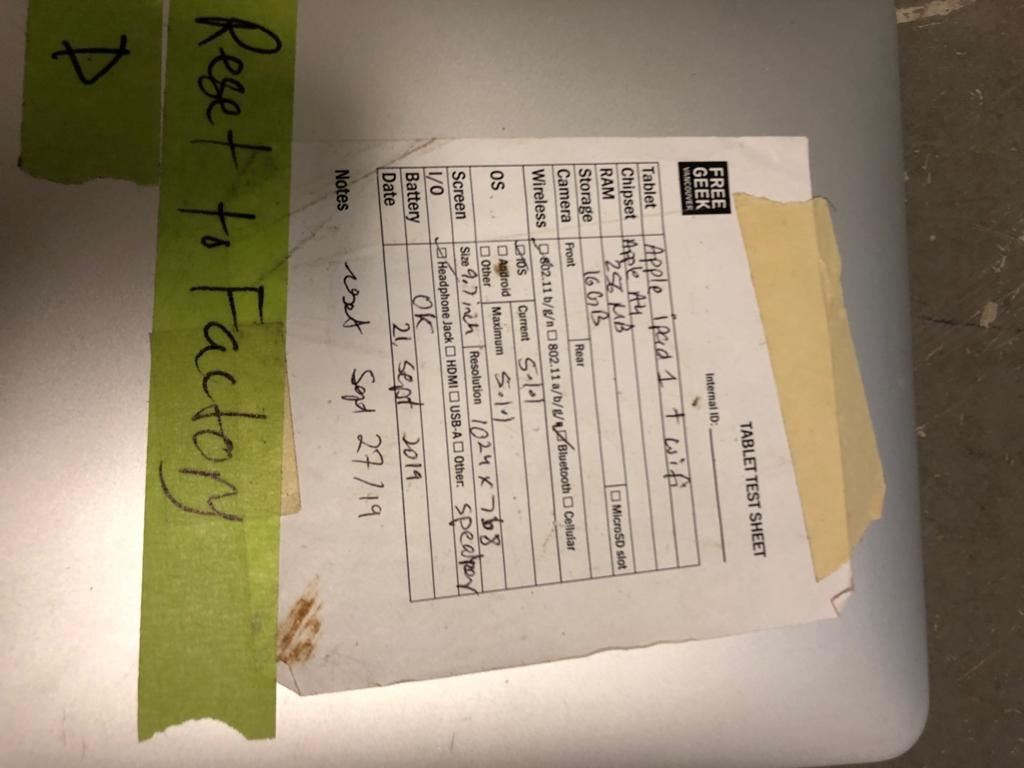 FREE
GEEK
VANCOUVER
TABLET TEST SHEET
Internal ID:
Tablet Apple ipad 1 + wifi
Chipset Apple A4
RAM 256 MB
Storage 16 GB MicroSD slot
Camera Front Rear
Wireless 802.11 b/g/n 802.11 a/b/g/n Bluetooth Cellular
OS. iOS Current 5.1.1
Android Maximum 5.1.1
Other
Screen Size 9.7 inch Resolution 1024 x 768
I/O Headphone Jack HDMI USB-A Other: speaker
Battery OK
Date 21, sept 2019
Notes
reset Sept 27/19
Reset to Factory
D